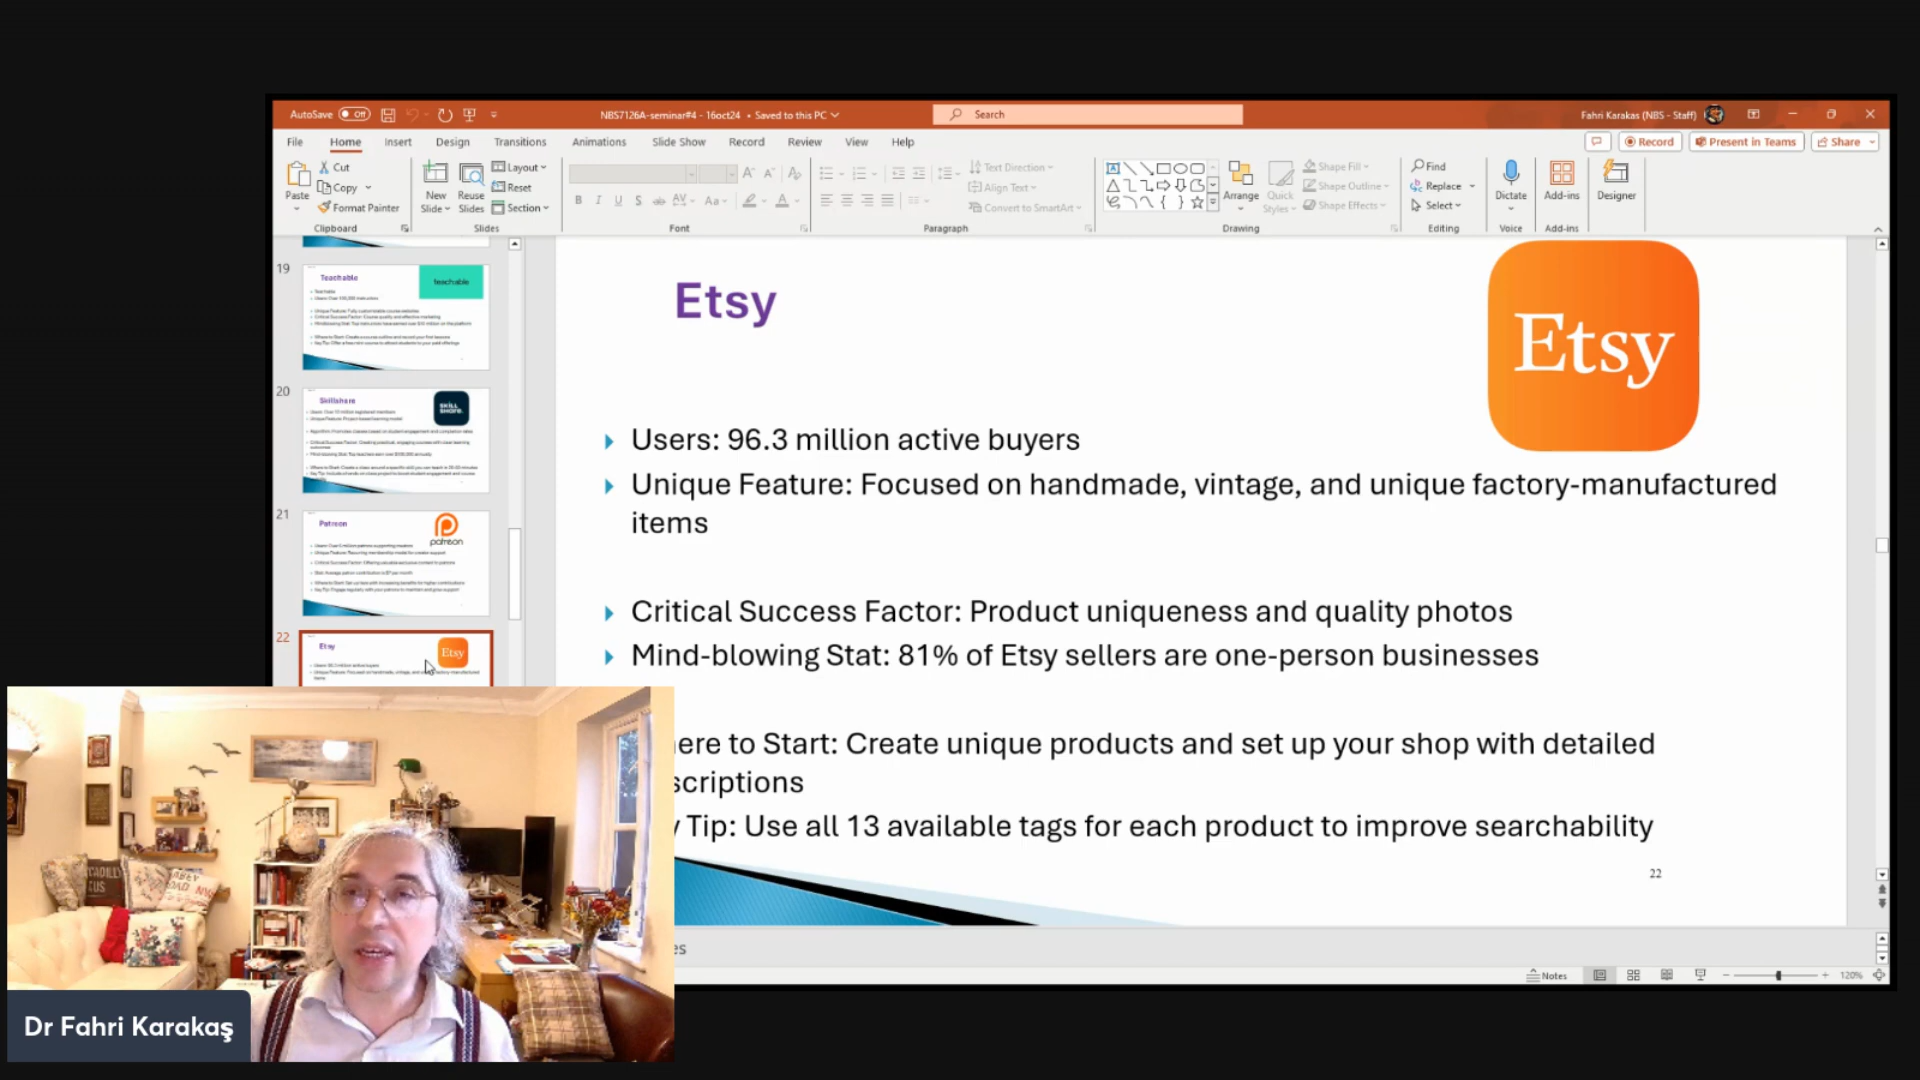 AutoSave Off
NBS7126A-seminar#4 - 16oct24 • Saved to this PC
Search
Fahri Karakas (NBS - Staff)
File Home Insert Design Transitions Animations Slide Show Record Review View Help
Record Present in Teams Share
Paste
Cut
Copy
Format Painter
Clipboard
New Slide
Reuse Slides
Layout
Reset
Section
Slides
Font
Text Direction
Align Text
Convert to SmartArt
Paragraph
Arrange
Quick Styles
Shape Fill
Shape Outline
Shape Effects
Drawing
Find
Replace
Select
Editing
Dictate
Voice
Add-ins
Add-ins
Designer
19
Teachable
teachable
20
Skillshare
SKILL
SHARE.
21
Patreon
patreon
22
Etsy
Etsy
Etsy
Etsy
Users: 96.3 million active buyers
Unique Feature: Focused on handmade, vintage, and unique factory-manufactured
items
Critical Success Factor: Product uniqueness and quality photos
Mind-blowing Stat: 81% of Etsy sellers are one-person businesses
ere to Start: Create unique products and set up your shop with detailed
scriptions
Tip: Use all 13 available tags for each product to improve searchability
22
es
Notes
120%
Dr Fahri Karakaş